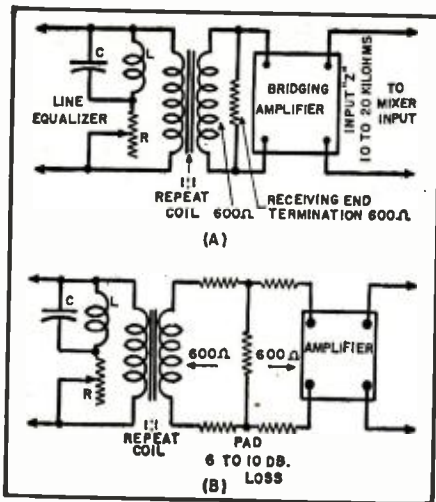 C
L
LINE
EQUALIZER
R
1:1
REPEAT
COIL
600Ω
RECEIVING END
TERMINATION 600Ω
BRIDGING
AMPLIFIER
INPUT "Z"
10 TO 20 KILOHMS
TO
MIXER
INPUT
(A)
C
L
R
1:1
REPEAT
COIL
600Ω
600Ω
PAD
6 TO 10 DB.
LOSS
AMPLIFIER
(B)